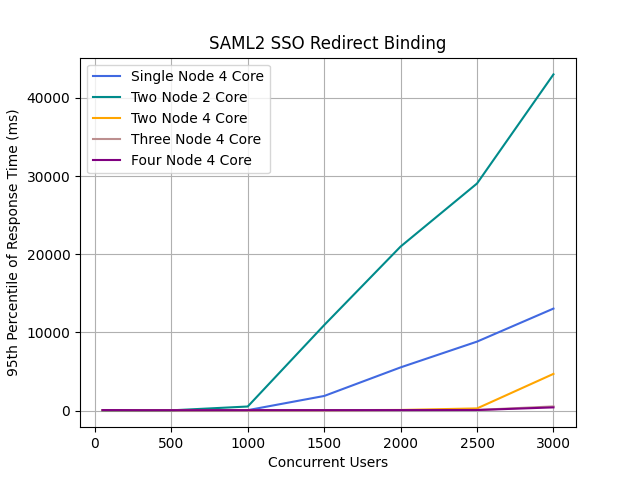 SAML2 SSO Redirect Binding
Single Node 4 Core
Two Node 2 Core
Two Node 4 Core
Three Node 4 Core
Four Node 4 Core
95th Percentile of Response Time (ms)
40000
30000
20000
10000
0
0 500 1000 1500 2000 2500 3000
Concurrent Users